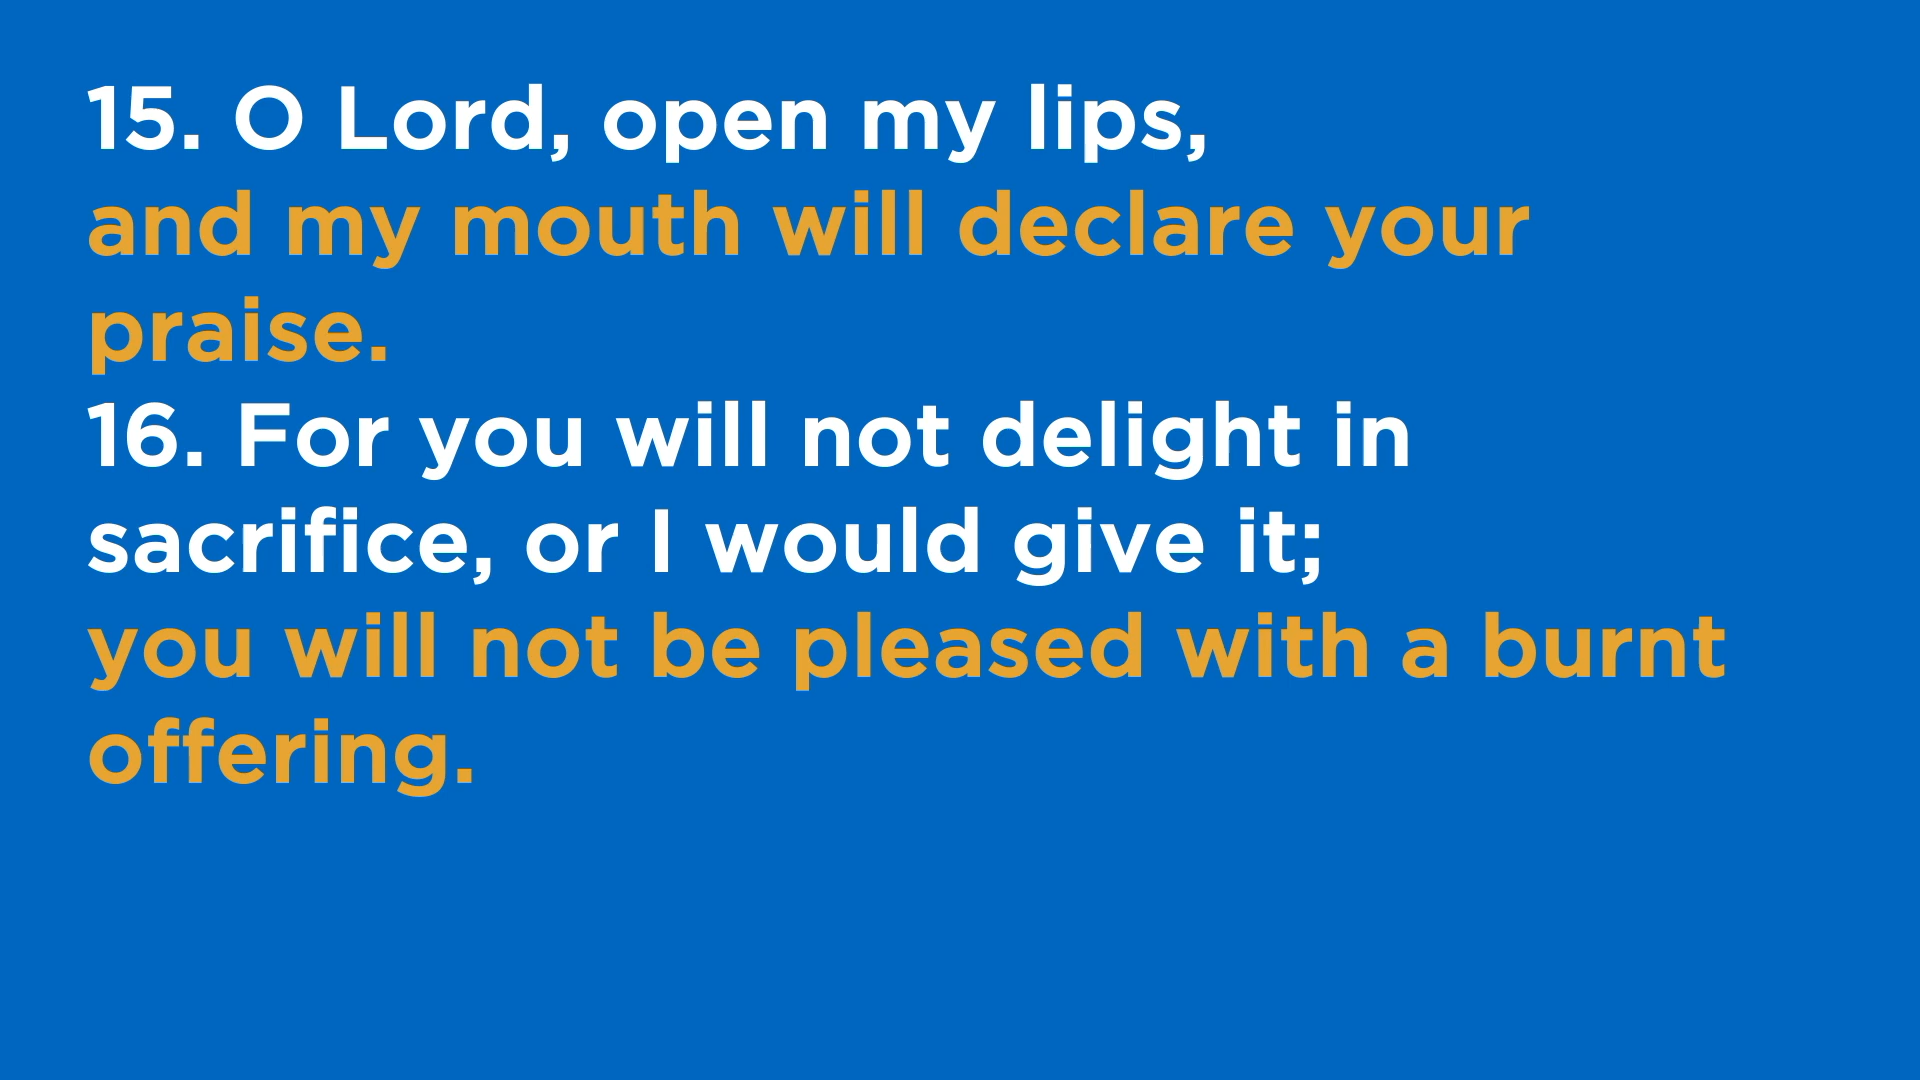 15. O Lord, open my lips,
and my mouth will declare your
praise.
16. For you will not delight in
sacrifice, or I would give it;
you will not be pleased with a burnt
offering.